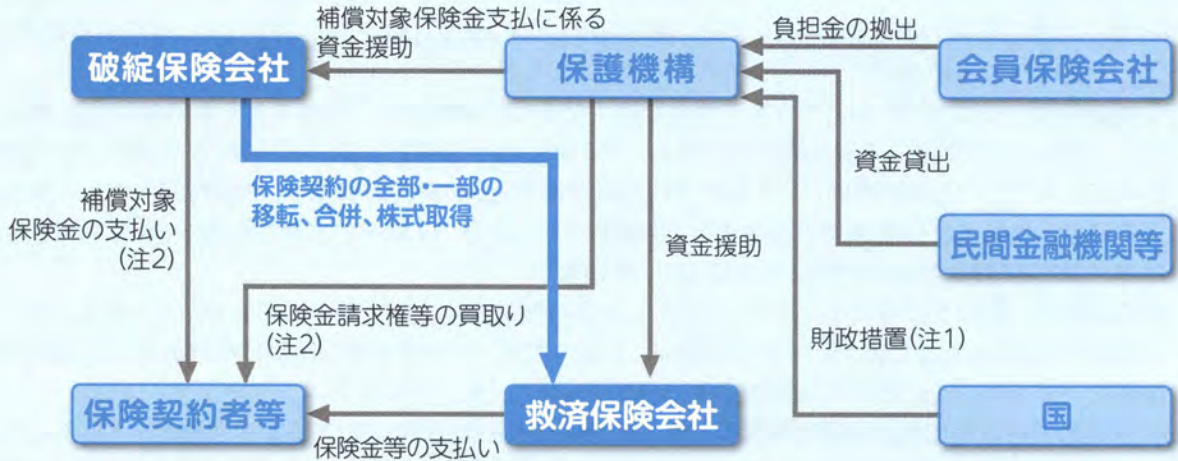 補償対象保険金支払に係る
資金援助
負担金の拠出
破綻保険会社
保護機構
会員保険会社
資金貸出
保険契約の全部・一部の
移転、合併、株式取得
補償対象
保険金の支払い
(注2)
資金援助
民間金融機関等
保険金請求権等の買取り
(注2)
財政措置(注1)
保険契約者等
救済保険会社
国
保険金等の支払い